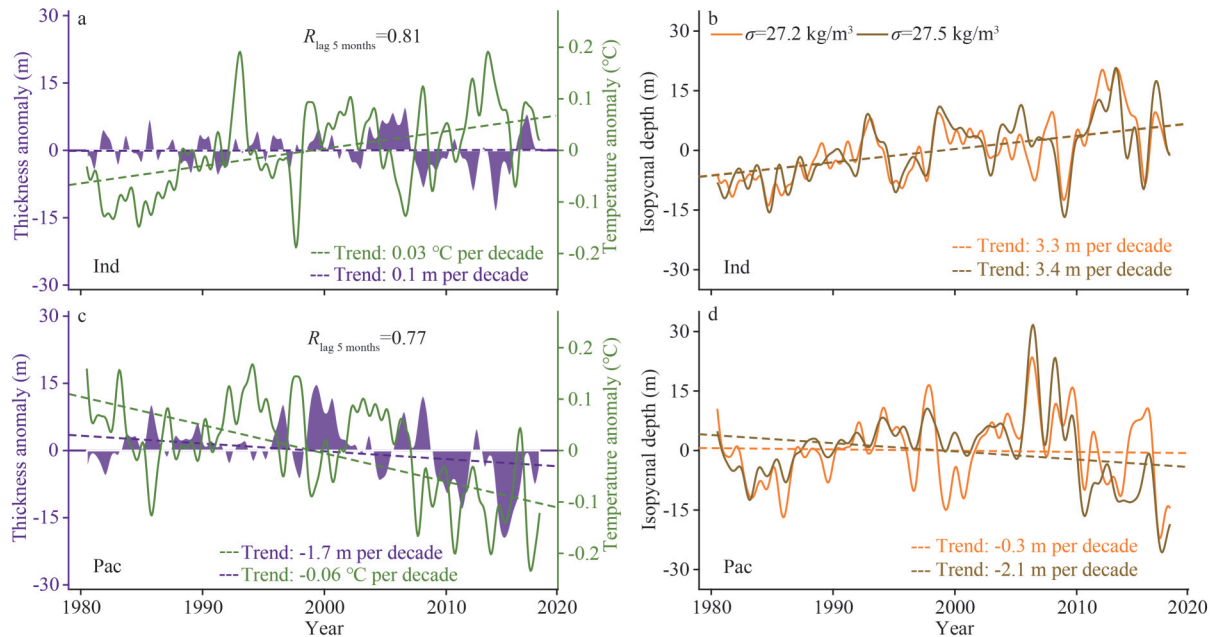 a
R lag 5 months=0.81
Thickness anomaly (m)
30
15
0
-15
-30
Temperature anomaly (°C)
0.2
0.1
0
-0.1
-0.2
Trend: 0.03 °C per decade
Trend: 0.1 m per decade
Ind
b
σ=27.2 kg/m³
σ=27.5 kg/m³
Isopycnal depth (m)
30
15
0
-15
-30
Trend: 3.3 m per decade
Trend: 3.4 m per decade
Ind
1980
1990
2000
2010
2020
c
R lag 5 months=0.77
Thickness anomaly (m)
30
15
0
-15
-30
Temperature anomaly (°C)
0.2
0.1
0
-0.1
-0.2
Trend: -1.7 m per decade
Trend: -0.06 °C per decade
Pac
1980
1990
2000
2010
2020
Year
d
Isopycnal depth (m)
30
15
0
-15
-30
Trend: -0.3 m per decade
Trend: -2.1 m per decade
Pac
1980
1990
2000
2010
2020
Year